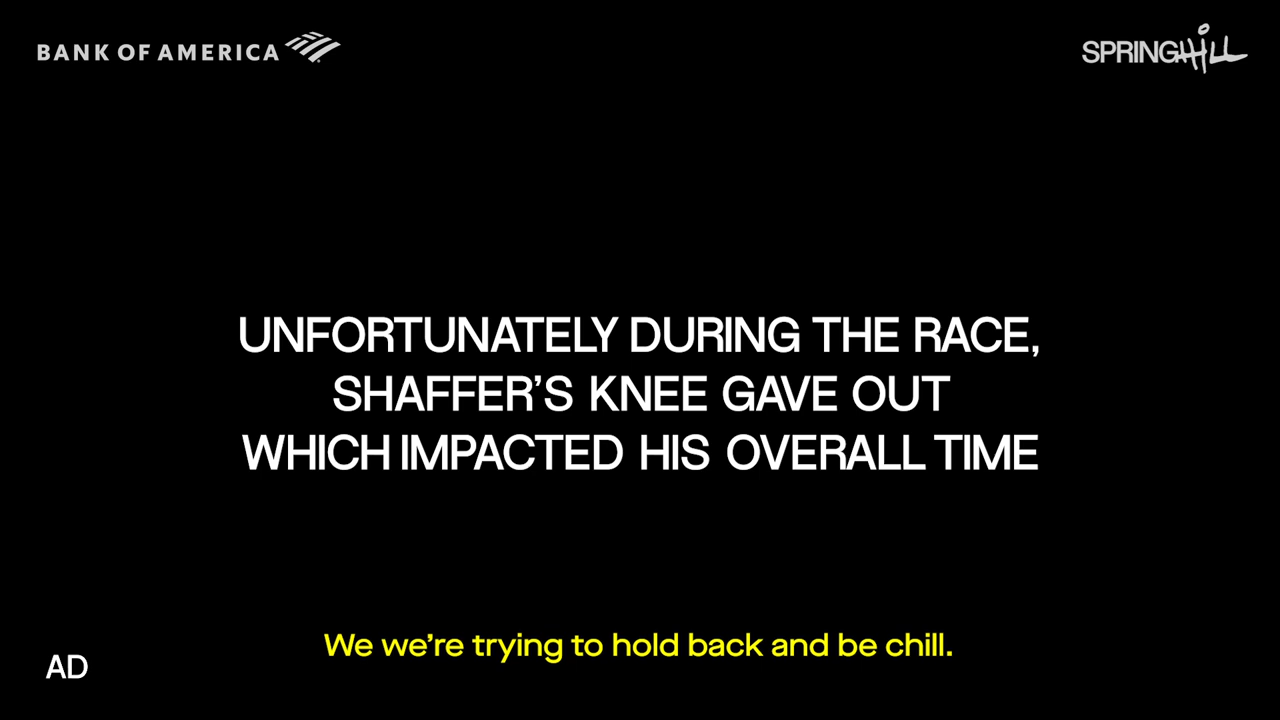 BANK OF AMERICA
SPRINGHILL
UNFORTUNATELY DURING THE RACE,
SHAFFER’S KNEE GAVE OUT
WHICH IMPACTED HIS OVERALL TIME
We we’re trying to hold back and be chill.
AD